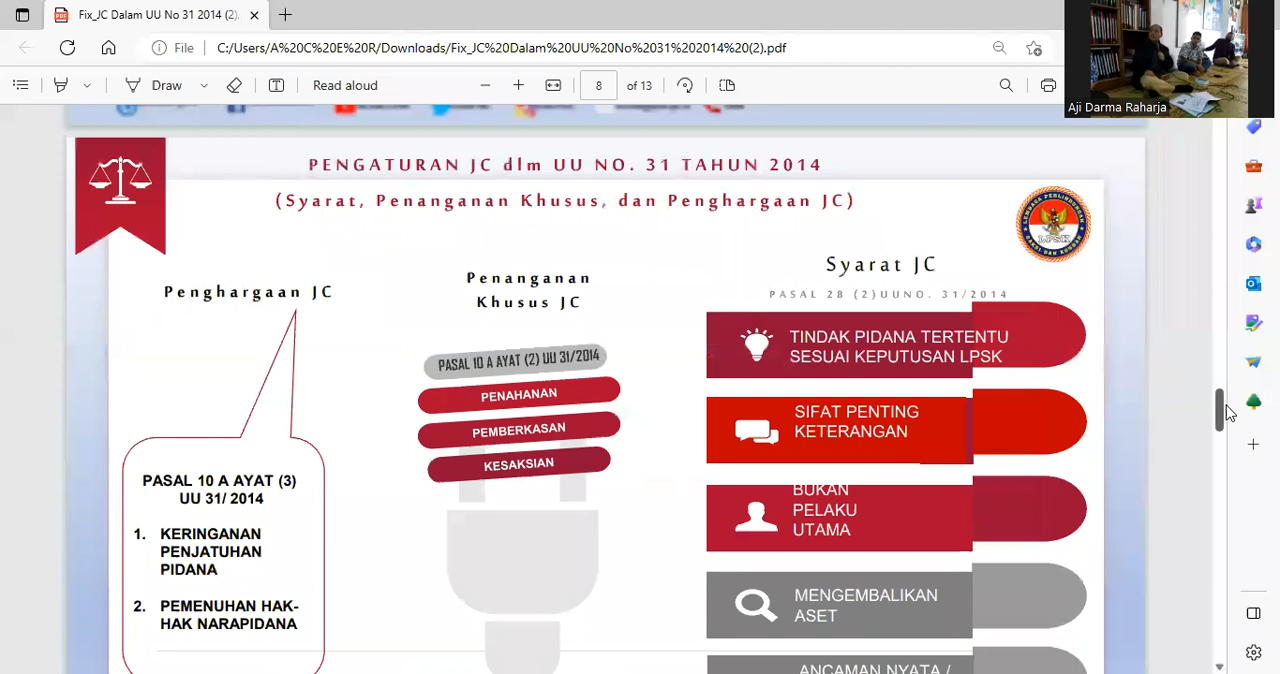 Fix_JC Dalam UU No 31 2014 (2).
File
C:/Users/A%20C%20E%20R/Downloads/Fix_JC%20Dalam%20UU%20No%2031%202014%20(2).pdf
Draw
Read aloud
8
of 13
Aji Darma Raharja
PENGATURAN JC dlm UU NO. 31 TAHUN 2014
(Syarat, Penanganan Khusus, dan Penghargaan JC)
LPSK
Penghargaan JC
PASAL 10 A AYAT (3)
UU 31/ 2014
1. KERINGANAN
PENJATUHAN
PIDANA
2. PEMENUHAN HAK-
HAK NARAPIDANA
Penanganan
Khusus JC
PASAL 10 A AYAT (2) UU 31/2014
PENAHANAN
PEMBERKASAN
KESAKSIAN
Syarat JC
PASAL 28 (2)UUNO. 31/2014
TINDAK PIDANA TERTENTU
SESUAI KEPUTUSAN LPSK
SIFAT PENTING
KETERANGAN
BUKAN
PELAKU
UTAMA
MENGEMBALIKAN
ASET
ANCAMAN NYATA /